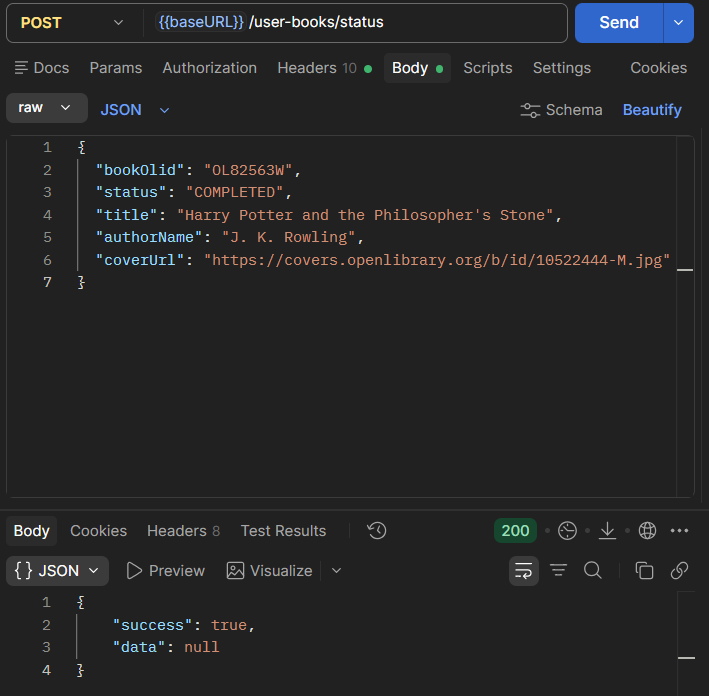 POST {{baseURL}} /user-books/status Send
Docs Params Authorization Headers 10 Body Scripts Settings Cookies
raw JSON Schema Beautify
1 {
2 "bookOlid": "OL82563W",
3 "status": "COMPLETED",
4 "title": "Harry Potter and the Philosopher's Stone",
5 "authorName": "J. K. Rowling",
6 "coverUrl": "https://covers.openlibrary.org/b/id/10522444-M.jpg"
7 }
Body Cookies Headers 8 Test Results 200
{} JSON Preview Visualize
1 {
2 "success": true,
3 "data": null
4 }